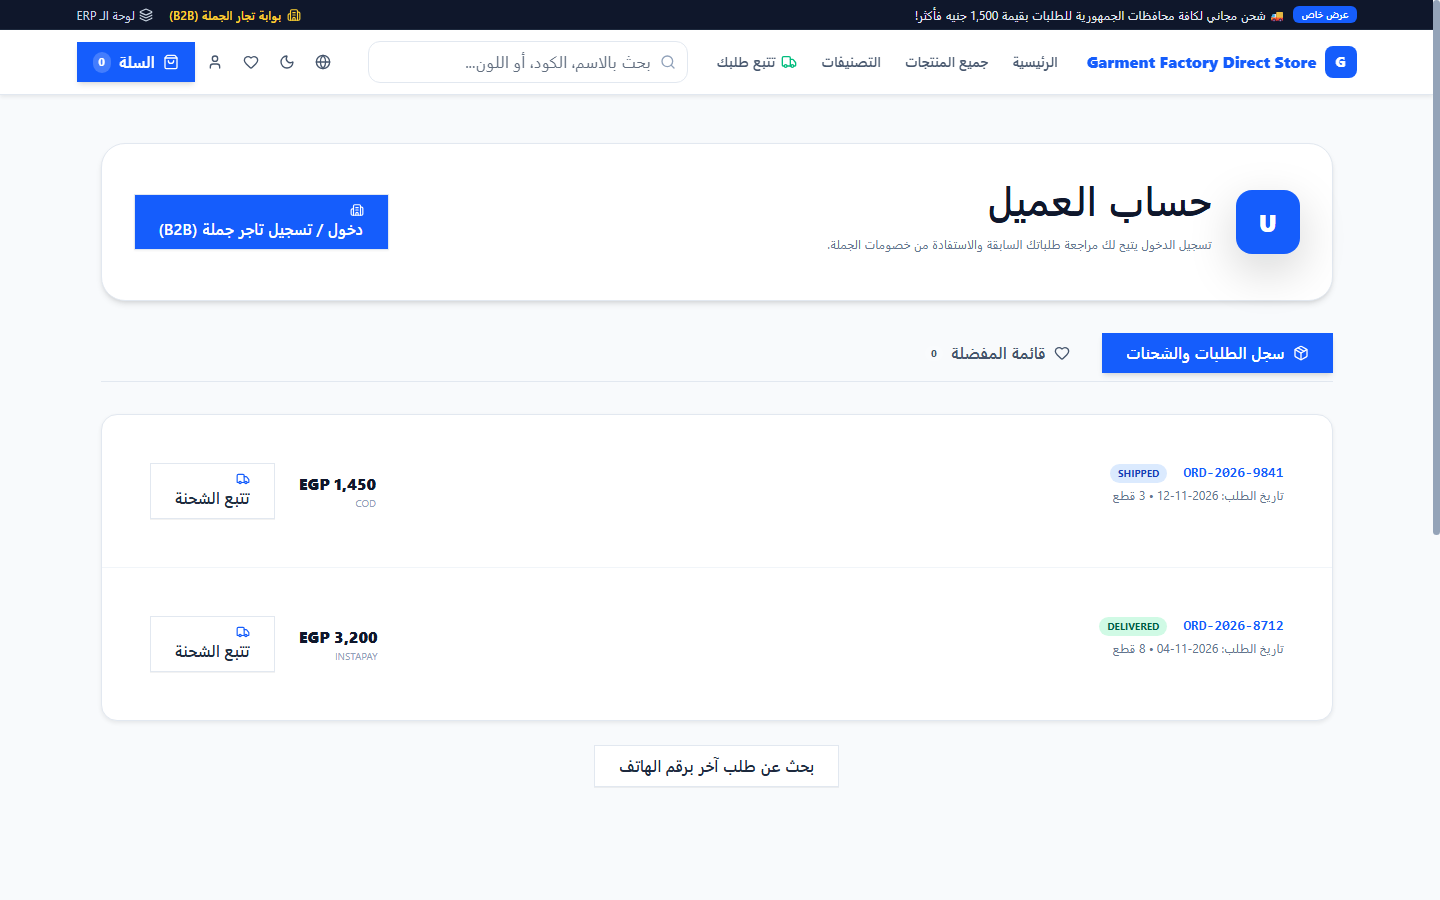 عرض خاص
🚚 شحن مجاني لكافة محافظات الجمهورية للطلبات بقيمة 1,500 جنيه فأكثر!
بوابة تجار الجملة (B2B)
لوحة الـ ERP
G
Garment Factory Direct Store
الرئيسية
جميع المنتجات
التصنيفات
تتبع طلبك
بحث بالاسم، الكود، أو اللون...
السلة 0
U
حساب العميل
تسجيل الدخول يتيح لك مراجعة طلباتك السابقة والاستفادة من خصومات الجملة.
دخول / تسجيل تاجر جملة (B2B)
سجل الطلبات والشحنات
قائمة المفضلة 0
ORD-2026-9841 SHIPPED
تاريخ الطلب: 2026-11-12 • 3 قطع
EGP 1,450
COD
تتبع الشحنة
ORD-2026-8712 DELIVERED
تاريخ الطلب: 2026-11-04 • 8 قطع
EGP 3,200
INSTAPAY
تتبع الشحنة
بحث عن طلب آخر برقم الهاتف